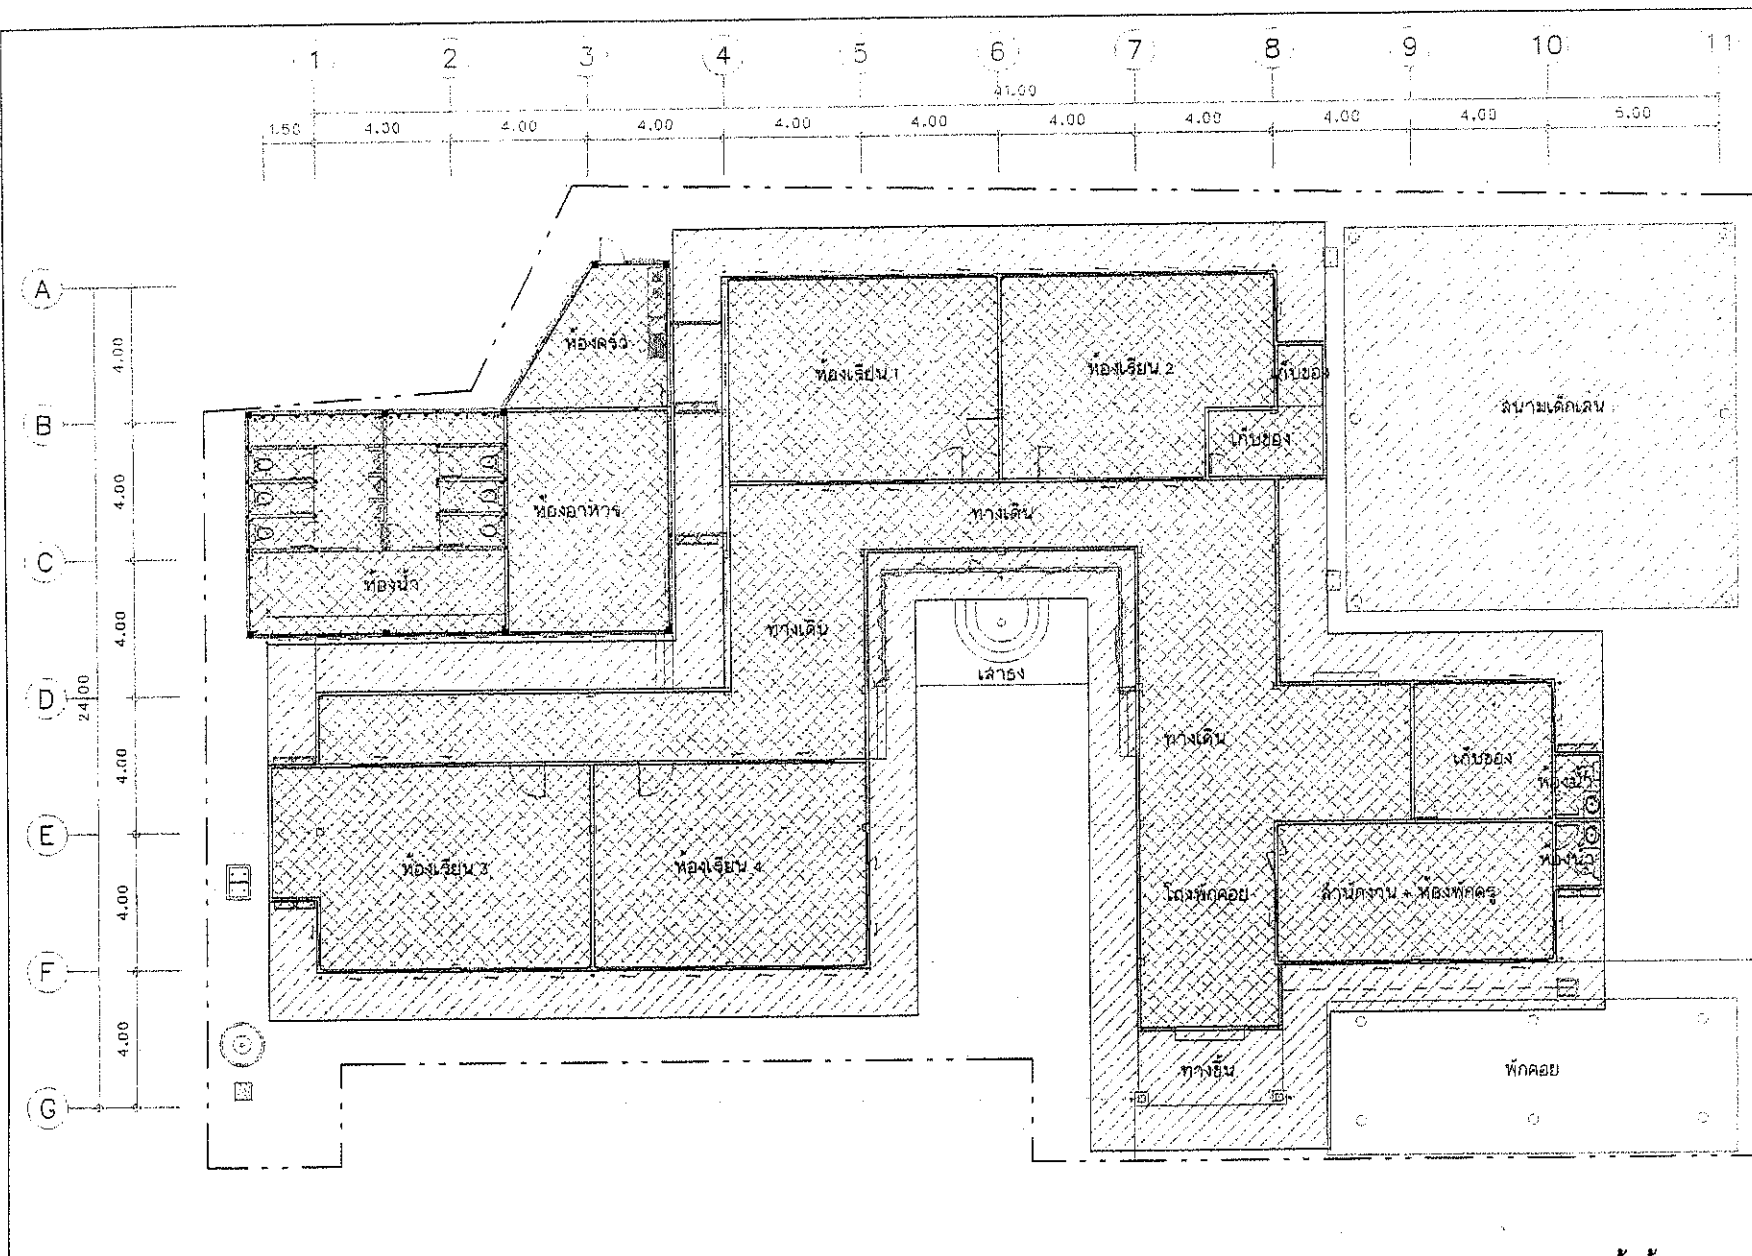 1 2 3 4 5 6 7 8 9 10 11
41.00
1.50 4.00 4.00 4.00 4.00 4.00 4.00 4.00 4.00 4.00 5.00
A
4.00
ห้องครัว
ห้องเรียน 1
ห้องเรียน 2
เก็บของ
สนามเด็กเล่น
B
เก็บของ
4.00
ห้องอาหาร
ทางเดิน
C
ห้องน้ำ
4.00
ทางเดิน
เสาธง
D
24.00
4.00
ทางเดิน
เก็บของ
ห้องน้ำ
E
ห้องเรียน 3
ห้องเรียน 4
ห้องน้ำ
4.00
โถงพักคอย
สำนักงาน + ห้องพักครู
F
4.00
ทางขึ้น
พักคอย
G